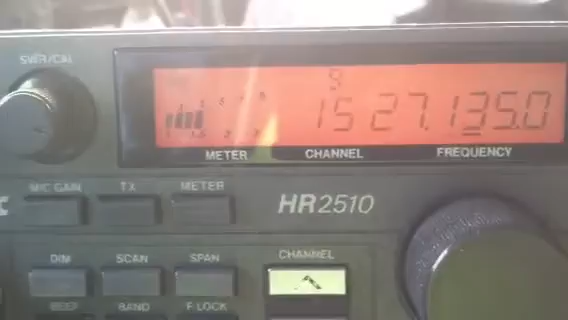 SWR/CAL
9
15 27.135.0
METER CHANNEL FREQUENCY
MIC GAIN TX METER
HR2510
DIM SCAN SPAN CHANNEL
BEEP BAND F.LOCK